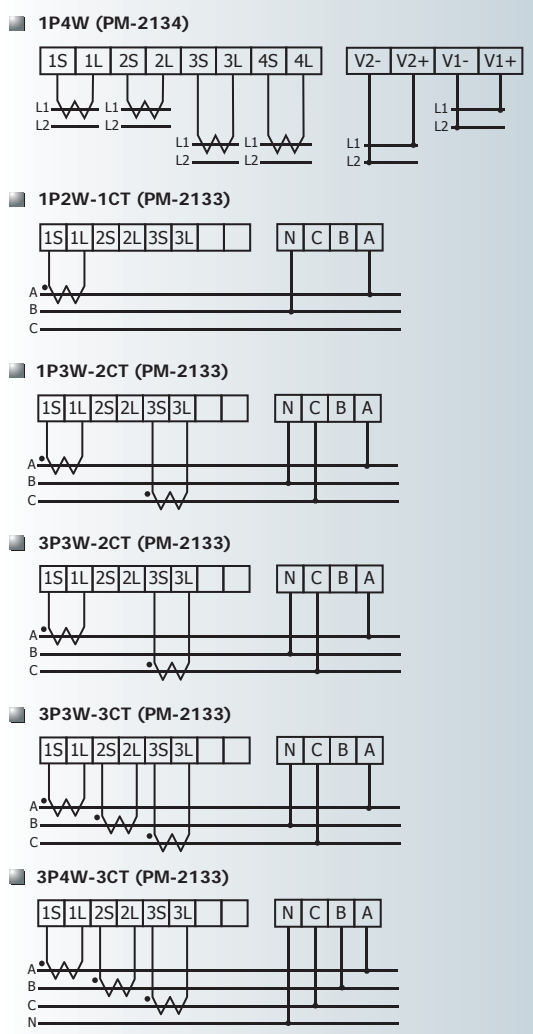 1P4W (PM-2134)
1S 1L 2S 2L 3S 3L 4S 4L V2- V2+ V1- V1+
L1 L1 L1
L2 L2 L2
L1 L1 L1
L2 L2 L2
1P2W-1CT (PM-2133)
1S 1L 2S 2L 3S 3L N C B A
A
B
C
1P3W-2CT (PM-2133)
1S 1L 2S 2L 3S 3L N C B A
A
B
C
3P3W-2CT (PM-2133)
1S 1L 2S 2L 3S 3L N C B A
A
B
C
3P3W-3CT (PM-2133)
1S 1L 2S 2L 3S 3L N C B A
A
B
C
3P4W-3CT (PM-2133)
1S 1L 2S 2L 3S 3L N C B A
A
B
C
N